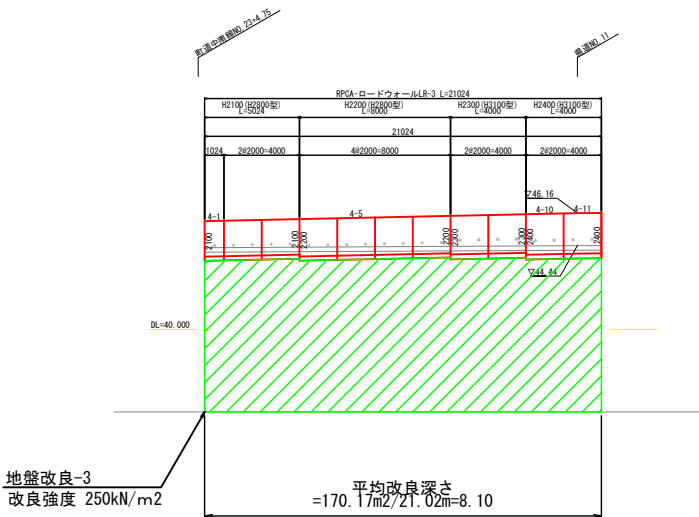 町道中南線NO.23+4.75
県道NO.11
RPCA-ロードウォールLR-3 L=21024
H2100(H2800型)
L=5024
H2200(H2800型)
L=8000
H2300(H3100型)
L=4000
H2400(H3100型)
L=4000
21024
1024
2@2000=4000
4@2000=8000
2@2000=4000
2@2000=4000
▽46.16
4-1
4-5
4-10
4-11
2100
2100
2200
2200
2300
2300
2400
2400
▽44.44
DL=40.000
地盤改良-3
改良強度 250kN/m2
平均改良深さ
=170.17m2/21.02m=8.10